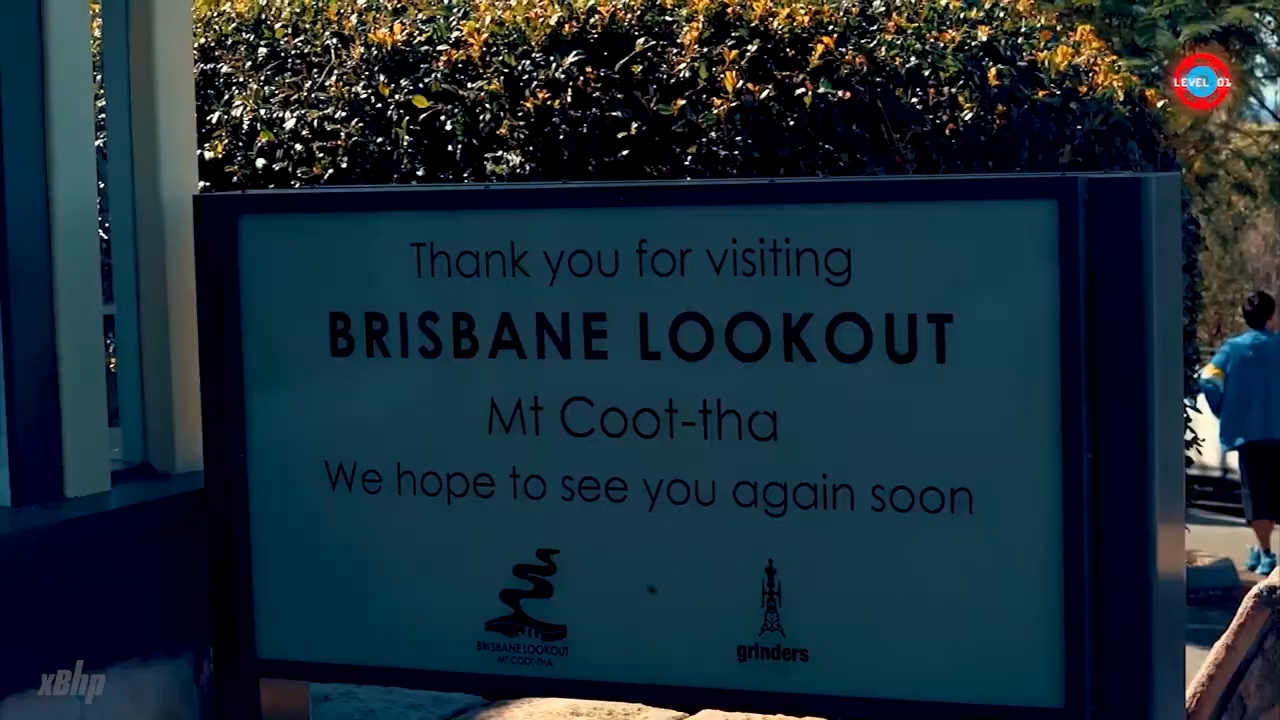 LEVEL 01
Thank you for visiting
BRISBANE LOOKOUT
Mt Coot-tha
We hope to see you again soon
BRISBANE LOOKOUT
MT COOT-THA
grinders
xBhp